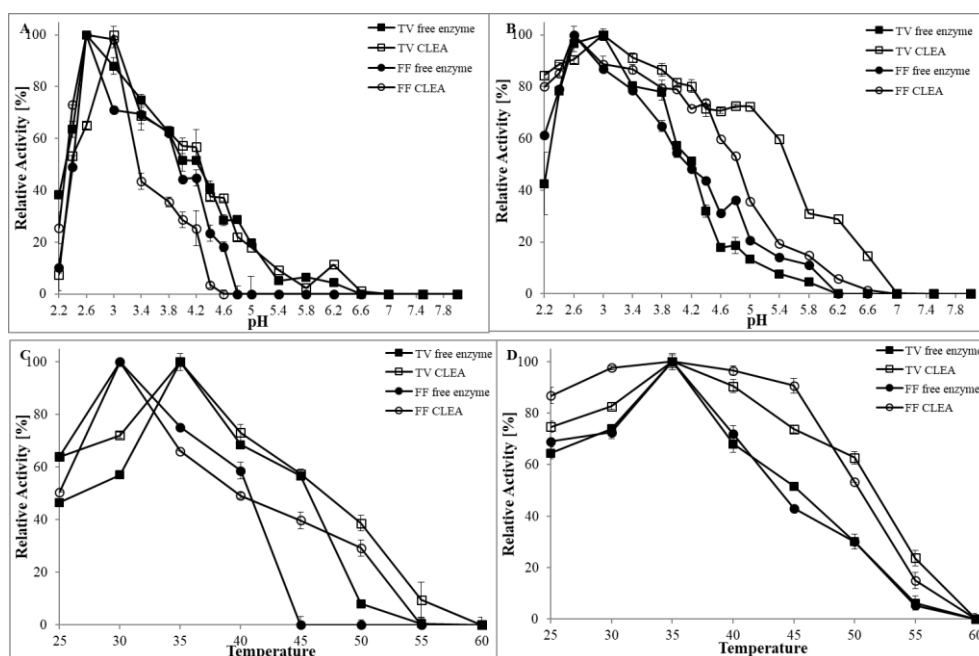 A
TV free enzyme
TV CLEA
FF free enzyme
FF CLEA
Relative Activity [%]
100
80
60
40
20
0
2.2 2.6 3 3.4 3.8 4.2 4.6 5 5.4 5.8 6.2 6.6 7 7.4 7.8
pH
B
TV free enzyme
TV CLEA
FF free enzyme
FF CLEA
Relative Activity [%]
100
80
60
40
20
0
2.2 2.6 3 3.4 3.8 4.2 4.6 5 5.4 5.8 6.2 6.6 7 7.4 7.8
pH
C
TV free enzyme
TV CLEA
FF free enzyme
FF CLEA
Relative Activity [%]
100
80
60
40
20
0
25 30 35 40 45 50 55 60
Temperature
D
TV free enzyme
TV CLEA
FF free enzyme
FF CLEA
Relative Activity [%]
100
80
60
40
20
0
25 30 35 40 45 50 55 60
Temperature